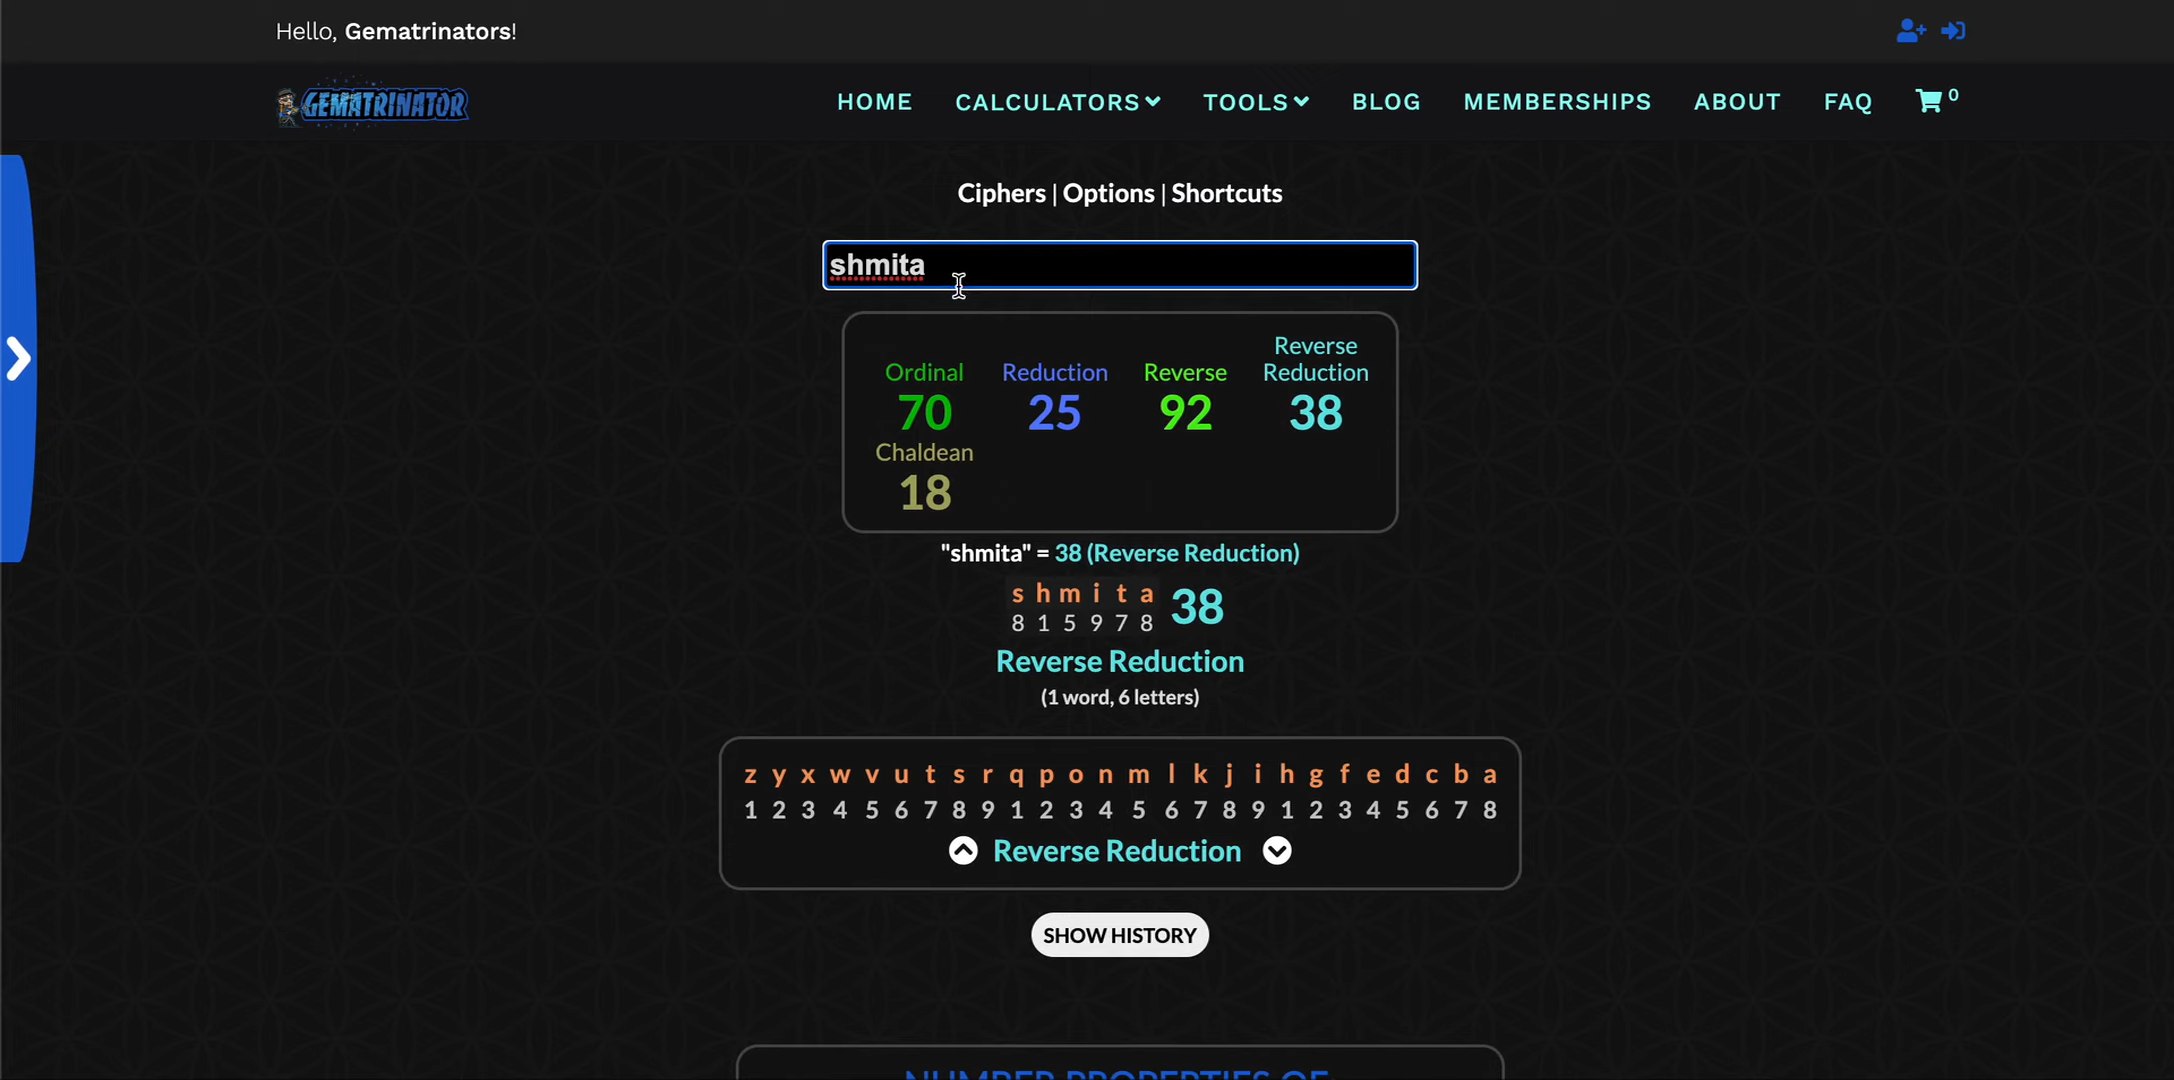 Hello, Gematrinators!
GEMATRINATOR
HOME CALCULATORS TOOLS BLOG MEMBERSHIPS ABOUT FAQ 0
Ciphers | Options | Shortcuts
shmita
Ordinal Reduction Reverse Reverse Reduction
70 25 92 38
Chaldean
18
"shmita" = 38 (Reverse Reduction)
s h m i t a 38
8 1 5 9 7 8
Reverse Reduction
(1 word, 6 letters)
z y x w v u t s r q p o n m l k j i h g f e d c b a
1 2 3 4 5 6 7 8 9 1 2 3 4 5 6 7 8 9 1 2 3 4 5 6 7 8
Reverse Reduction
SHOW HISTORY
NUMBER PROPERTIES OF: